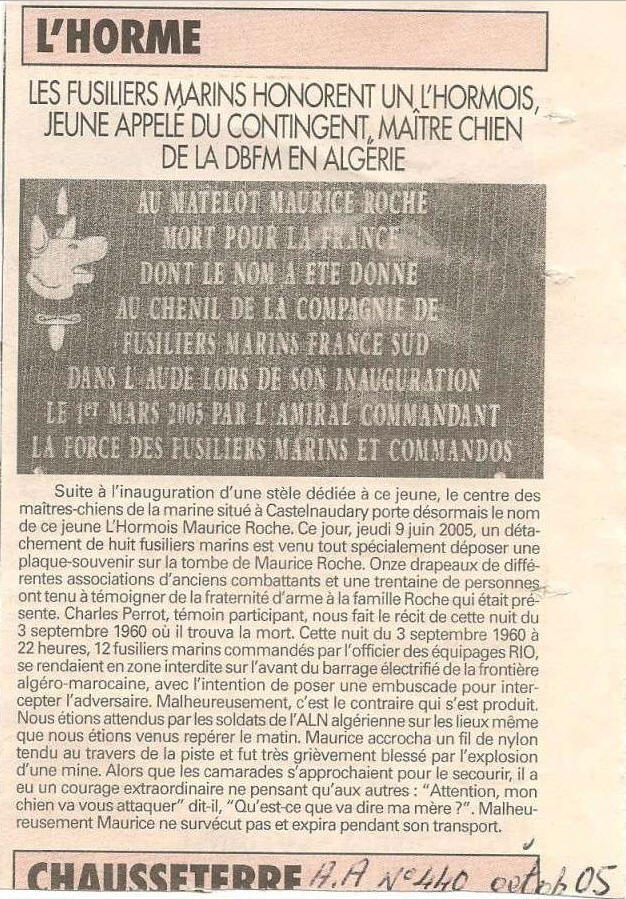 L'HORME
LES FUSILIERS MARINS HONORENT UN L'HORMOIS,
JEUNE APPELÉ DU CONTINGENT, MAÎTRE CHIEN
DE LA DBFM EN ALGÉRIE
AU MATELOT MAURICE ROCHE
MORT POUR LA FRANCE
DONT LE NOM A ETE DONNE
AU CHENIL DE LA COMPAGNIE DE
FUSILIERS MARINS FRANCE SUD
DANS L'AUDE LORS DE SON INAUGURATION
LE 1ER MARS 2005 PAR L'AMIRAL COMMANDANT
LA FORCE DES FUSILIERS MARINS ET COMMANDOS
Suite à l'inauguration d'une stèle dédiée à ce jeune, le centre des
maîtres-chiens de la marine situé à Castelnaudary porte désormais le nom
de ce jeune L'Hormois Maurice Roche. Ce jour, jeudi 9 juin 2005, un déta-
chement de huit fusiliers marins est venu tout spécialement déposer une
plaque-souvenir sur la tombe de Maurice Roche. Onze drapeaux de diffé-
rentes associations d'anciens combattants et une trentaine de personnes
ont tenu à témoigner de la fraternité d'arme à la famille Roche qui était pré-
sente. Charles Perrot, témoin participant, nous fait le récit de cette nuit du
3 septembre 1960 où il trouva la mort. Cette nuit du 3 septembre 1960 à
22 heures, 12 fusiliers marins commandés par l'officier des équipages RIO,
se rendaient en zone interdite sur l'avant du barrage électrifié de la frontière
algéro-marocaine, avec l'intention de poser une embuscade pour inter-
cepter l'adversaire. Malheureusement, c'est le contraire qui s'est produit.
Nous étions attendus par les soldats de l'ALN algérienne sur les lieux même
que nous étions venus repérer le matin. Maurice accrocha un fil de nylon
tendu au travers de la piste et fut très grièvement blessé par l'explosion
d'une mine. Alors que les camarades s'approchaient pour le secourir, il a
eu un courage extraordinaire ne pensant qu'aux autres : "Attention, mon
chien va vous attaquer" dit-il, "Qu'est-ce que va dire ma mère ?". Malheu-
reusement Maurice ne survécut pas et expira pendant son transport.
CHAUSSETERRE A.A N°440 octob 05